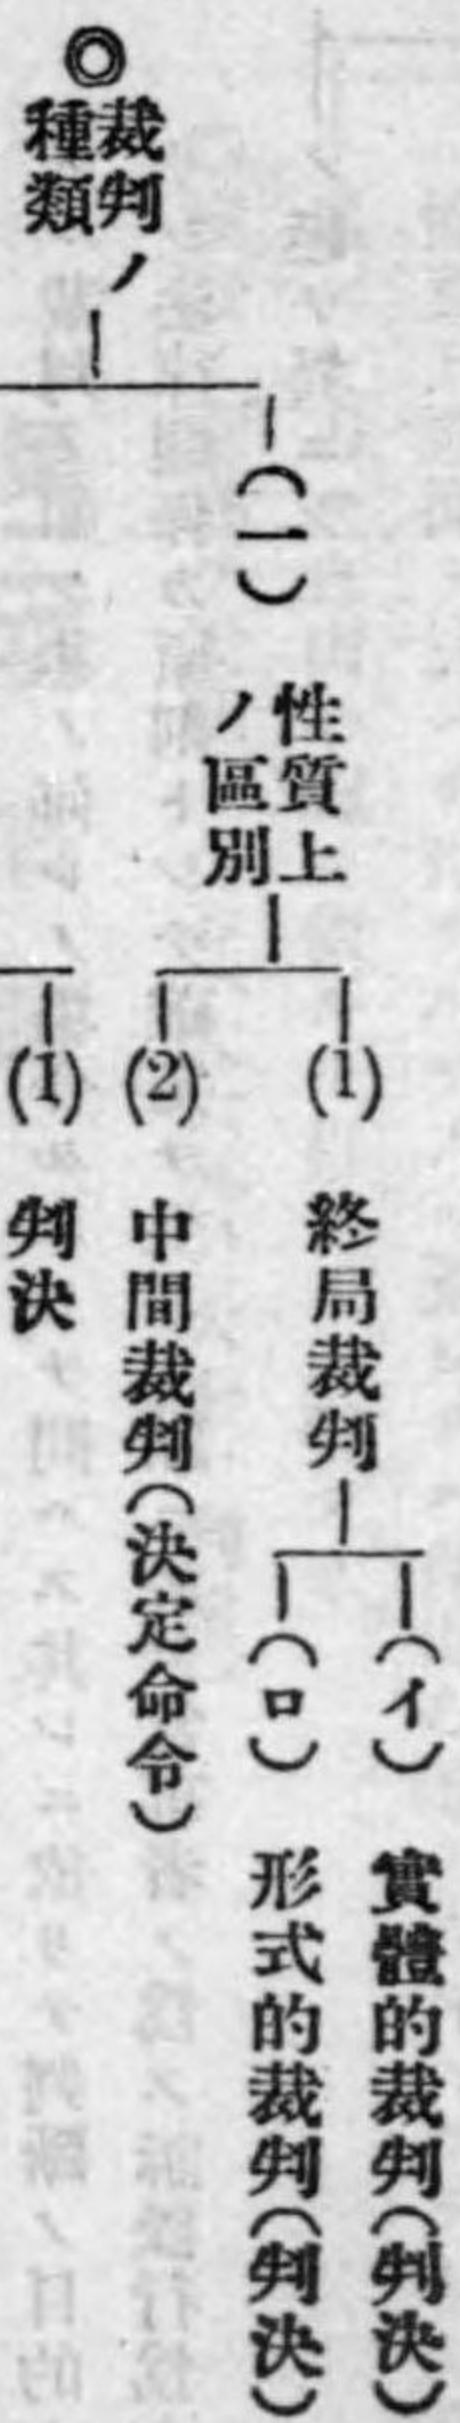 ◎裁判ノ
種類
(一)
性質上
ノ區別
(1) 終局裁判
(イ) 實體的裁判(判決)
(ロ) 形式的裁判(判決)
(2) 中間裁判(決定命令)
(1) 判決